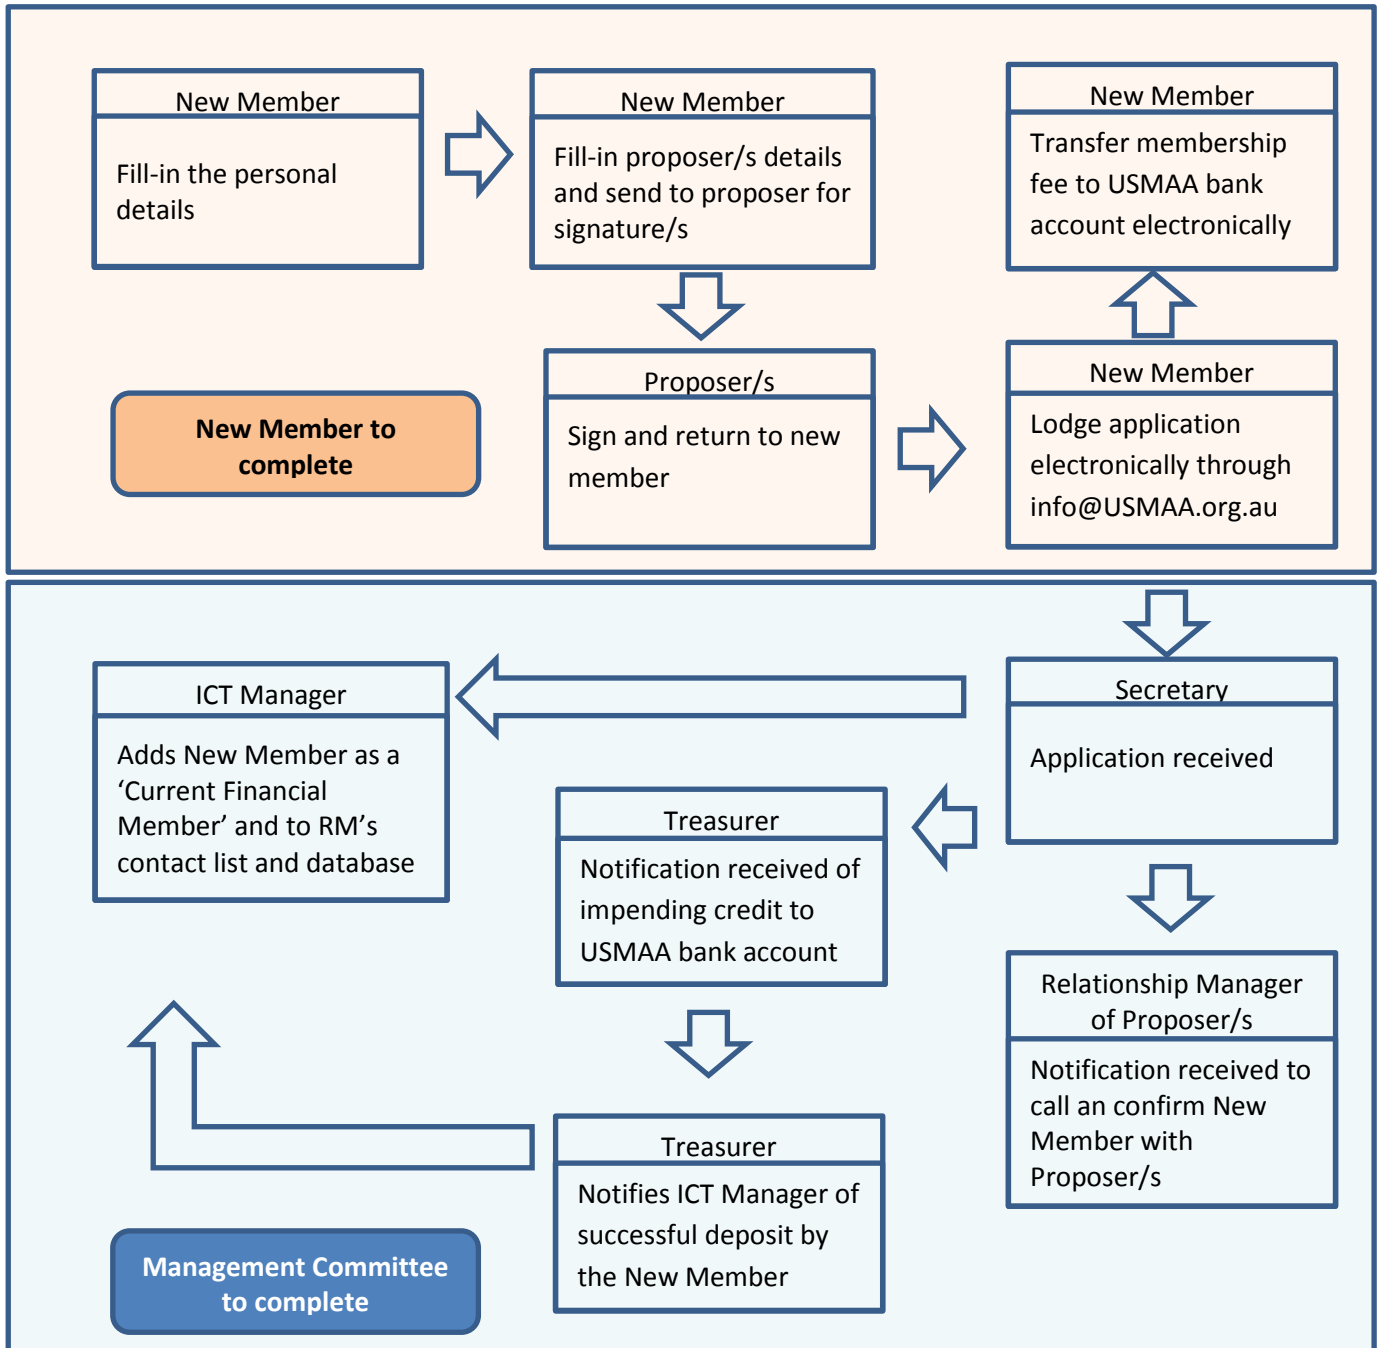 New Member
Fill-in the personal
details
New Member
Fill-in proposer/s details
and send to proposer for
signature/s
Proposer/s
Sign and return to new
member
New Member
Lodge application
electronically through
info@USMAA.org.au
New Member
Transfer membership
fee to USMAA bank
account electronically
New Member to
complete
Secretary
Application received
ICT Manager
Adds New Member as a
‘Current Financial
Member’ and to RM’s
contact list and database
Treasurer
Notification received of
impending credit to
USMAA bank account
Relationship Manager
of Proposer/s
Notification received to
call an confirm New
Member with
Proposer/s
Treasurer
Notifies ICT Manager of
successful deposit by
the New Member
Management Committee
to complete